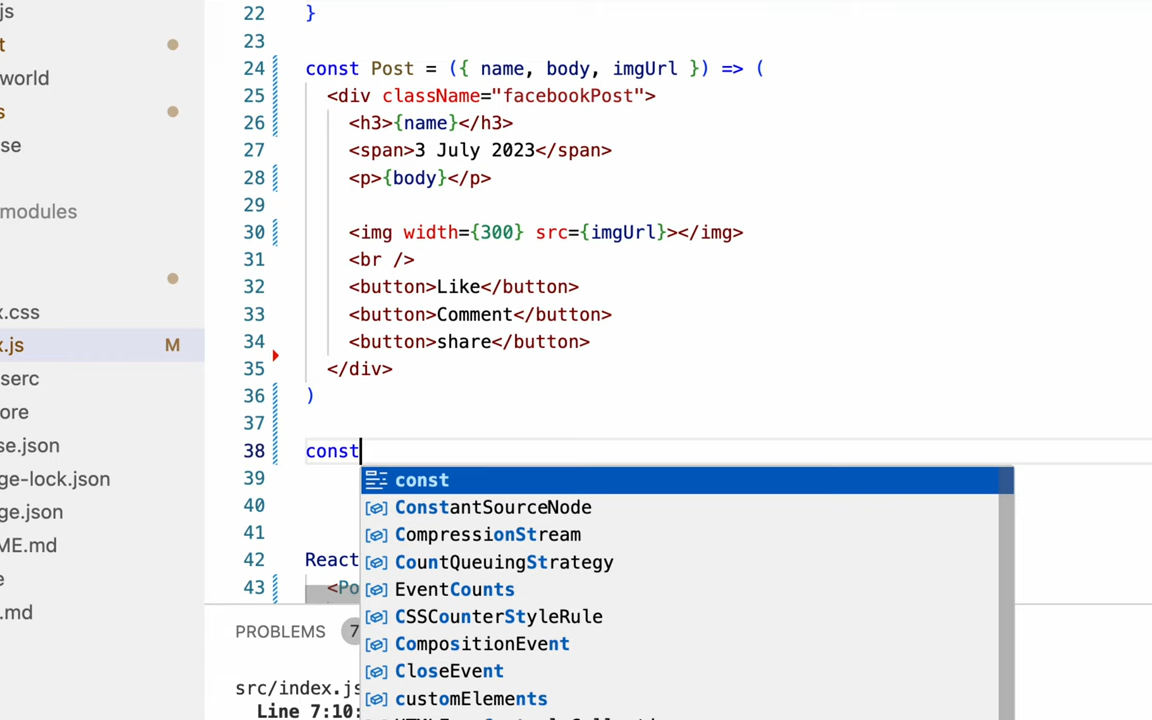 js
22 }
23
t
24 const Post = ({ name, body, imgUrl }) => (
world
25 <div className="facebookPost">
s
26 <h3>{name}</h3>
se
27 <span>3 July 2023</span>
28 <p>{body}</p>
modules
29
30 <img width={300} src={imgUrl}></img>
31 <br />
32 <button>Like</button>
x.css
33 <button>Comment</button>
x.js M
34 <button>share</button>
35 </div>
serc
36 )
ore
37
se.json
38 const
const
ge-lock.json
39
ConstantSourceNode
ge.json
40
CompressionStream
ME.md
41
CountQueuingStrategy
42 React
EventCounts
e
43 <Po
CSSCounterStyleRule
.md
PROBLEMS 7
CompositionEvent
CloseEvent
src/index.js
customElements
Line 7:10: